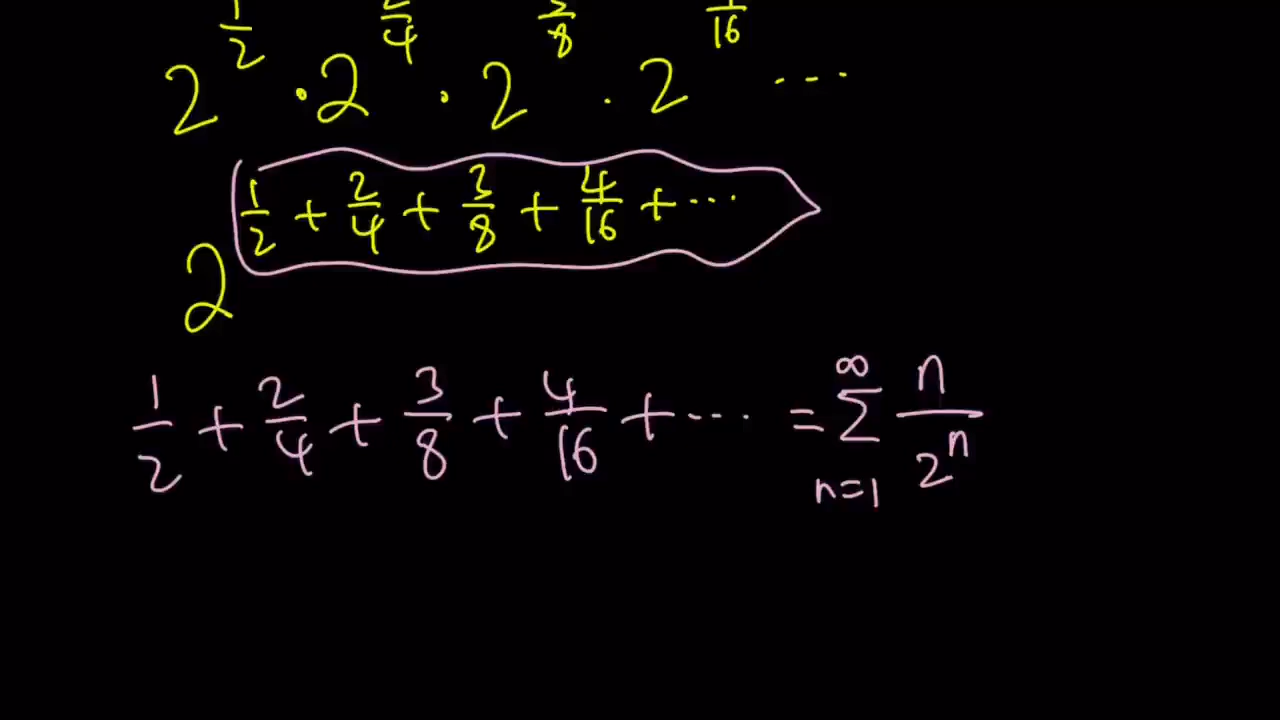 2^{1/2} · 2^{2/4} · 2^{3/8} · 2^{4/16} ...
2^{1/2 + 2/4 + 3/8 + 4/16 + ...}
1/2 + 2/4 + 3/8 + 4/16 + ... = ∑_{n=1}^{∞} n/2^n